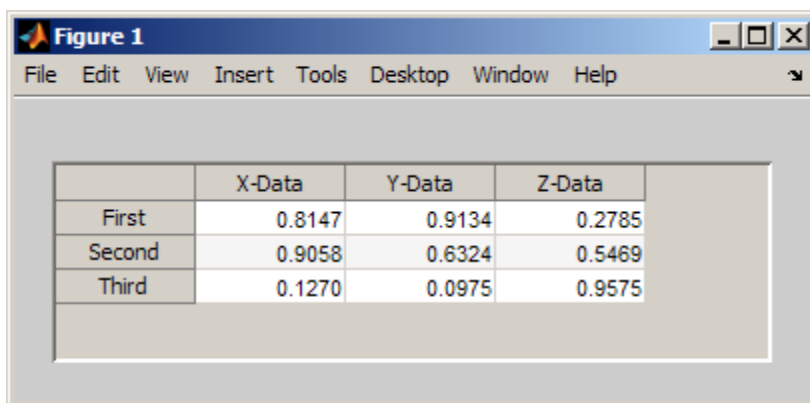 Figure 1
File Edit View Insert Tools Desktop Window Help
X-Data Y-Data Z-Data
First 0.8147 0.9134 0.2785
Second 0.9058 0.6324 0.5469
Third 0.1270 0.0975 0.9575